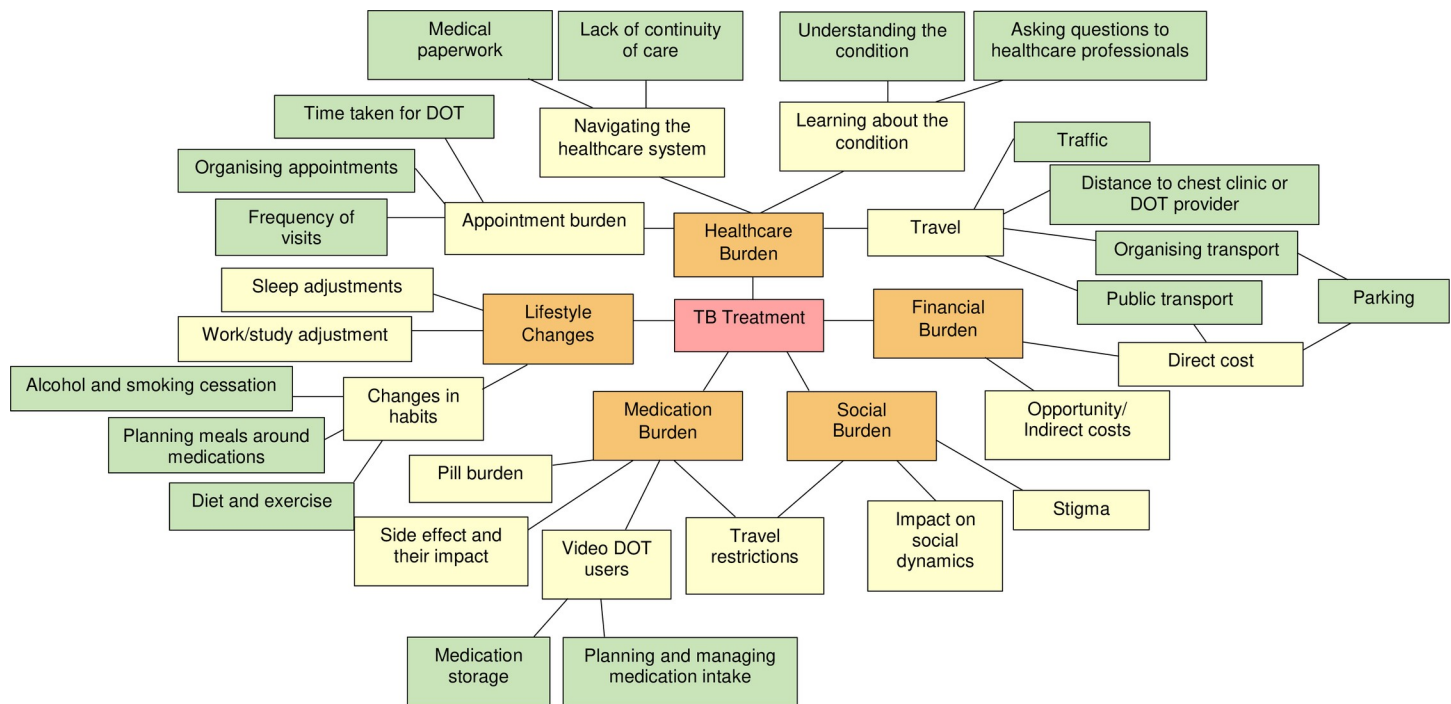 Medical
paperwork
Lack of continuity
of care
Understanding the
condition
Asking questions to
healthcare professionals
Time taken for DOT
Navigating the
healthcare system
Learning about the
condition
Traffic
Organising appointments
Distance to chest clinic or
DOT provider
Frequency of
visits
Appointment burden
Healthcare
Burden
Travel
Organising transport
Sleep adjustments
Lifestyle
Changes
TB Treatment
Financial
Burden
Public transport
Parking
Work/study adjustment
Direct cost
Alcohol and smoking cessation
Changes in
habits
Medication
Burden
Social
Burden
Opportunity/
Indirect costs
Planning meals around
medications
Pill burden
Diet and exercise
Stigma
Side effect and
their impact
Video DOT
users
Travel
restrictions
Impact on
social
dynamics
Medication
storage
Planning and managing
medication intake